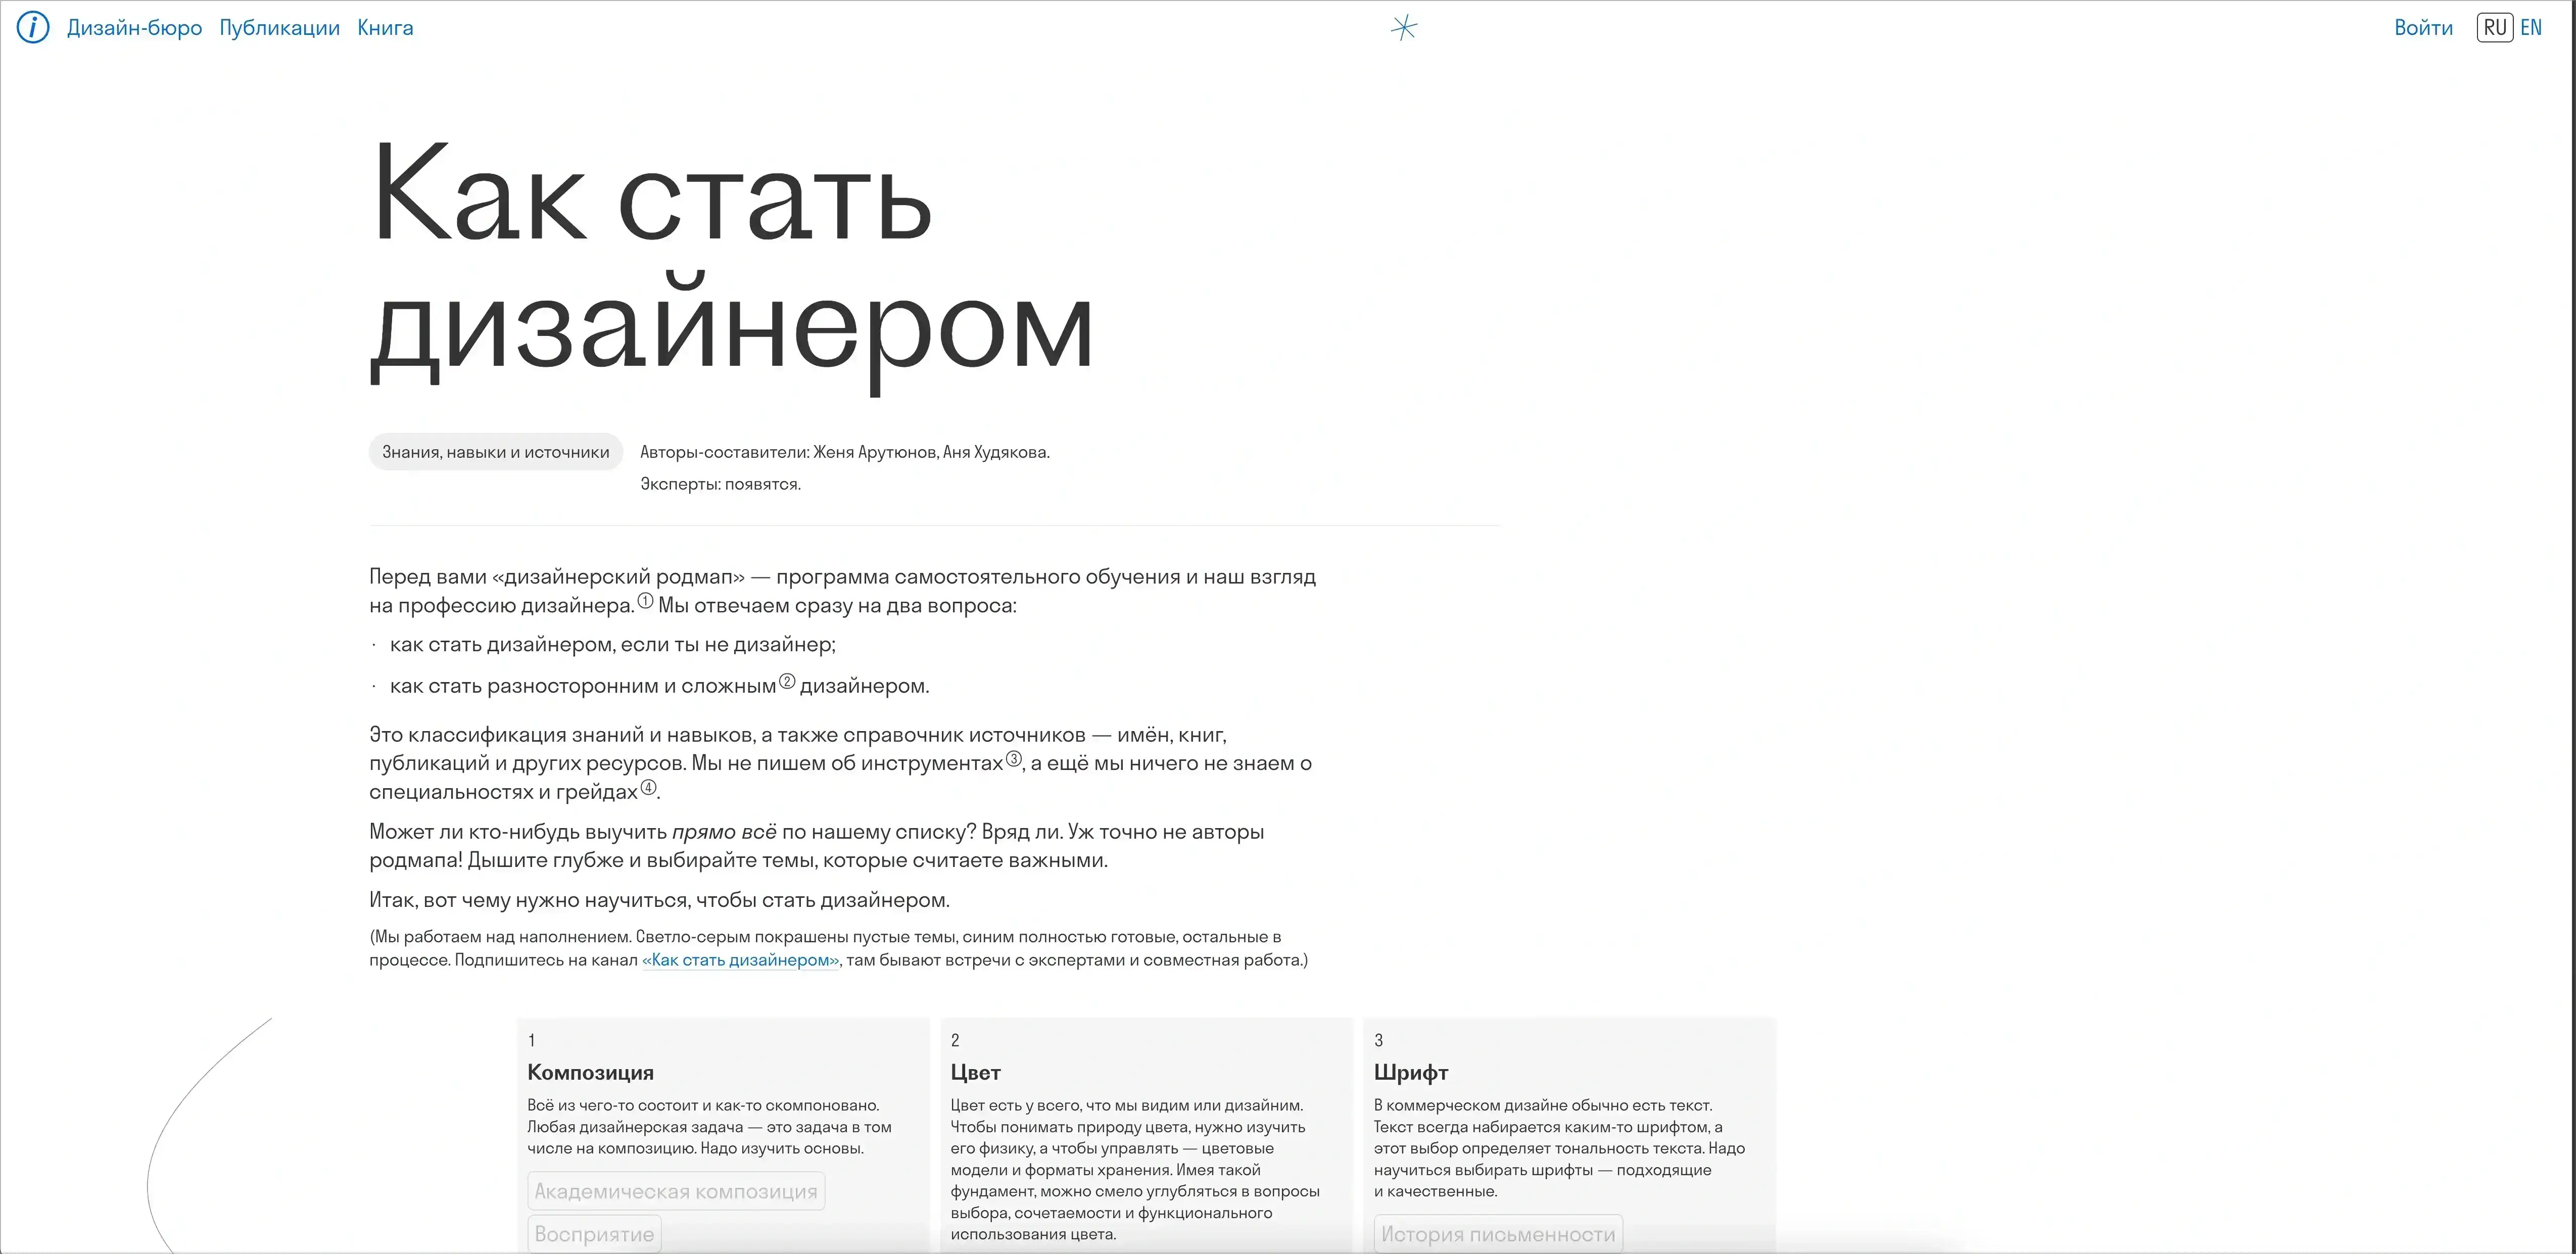 i Дизайн-бюро Публикации Книга Войти RU EN
Как стать
дизайнером
Знания, навыки и источники Авторы-составители: Женя Арутюнов, Аня Худякова.
Эксперты: появятся.
Перед вами «дизайнерский родмап» — программа самостоятельного обучения и наш взгляд
на профессию дизайнера.① Мы отвечаем сразу на два вопроса:
· как стать дизайнером, если ты не дизайнер;
· как стать разносторонним и сложным② дизайнером.
Это классификация знаний и навыков, а также справочник источников — имён, книг,
публикаций и других ресурсов. Мы не пишем об инструментах③, а ещё мы ничего не знаем о
специальностях и грейдах④.
Может ли кто-нибудь выучить прямо всё по нашему списку? Вряд ли. Уж точно не авторы
родмапа! Дышите глубже и выбирайте темы, которые считаете важными.
Итак, вот чему нужно научиться, чтобы стать дизайнером.
(Мы работаем над наполнением. Светло-серым покрашены пустые темы, синим полностью готовые, остальные в
процессе. Подпишитесь на канал «Как стать дизайнером», там бывают встречи с экспертами и совместная работа.)
1
Композиция
Всё из чего-то состоит и как-то скомпоновано.
Любая дизайнерская задача — это задача в том
числе на композицию. Надо изучить основы.
Академическая композиция
Восприятие
2
Цвет
Цвет есть у всего, что мы видим или дизайним.
Чтобы понимать природу цвета, нужно изучить
его физику, а чтобы управлять — цветовые
модели и форматы хранения. Имея такой
фундамент, можно смело углубляться в вопросы
выбора, сочетаемости и функционального
использования цвета.
3
Шрифт
В коммерческом дизайне обычно есть текст.
Текст всегда набирается каким-то шрифтом, а
этот выбор определяет тональность текста. Надо
научиться выбирать шрифты — подходящие
и качественные.
История письменности